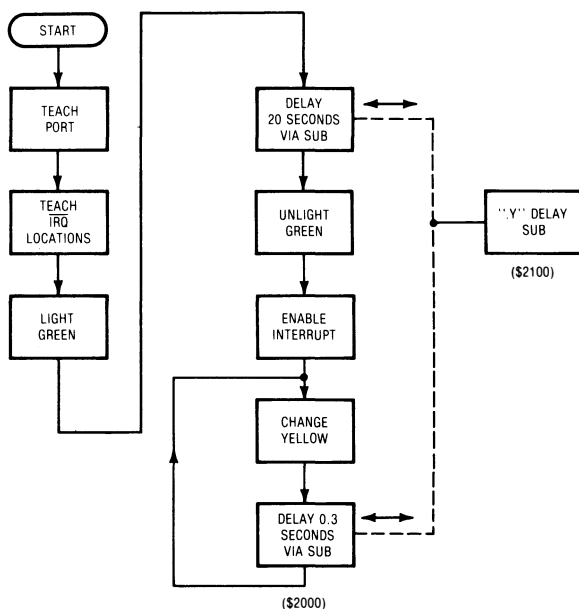 START
TEACH
PORT
TEACH
IRQ
LOCATIONS
LIGHT
GREEN
DELAY
20 SECONDS
VIA SUB
UNLIGHT
GREEN
ENABLE
INTERRUPT
CHANGE
YELLOW
DELAY 0.3
SECONDS
VIA SUB
($2000)
".Y" DELAY
SUB
($2100)